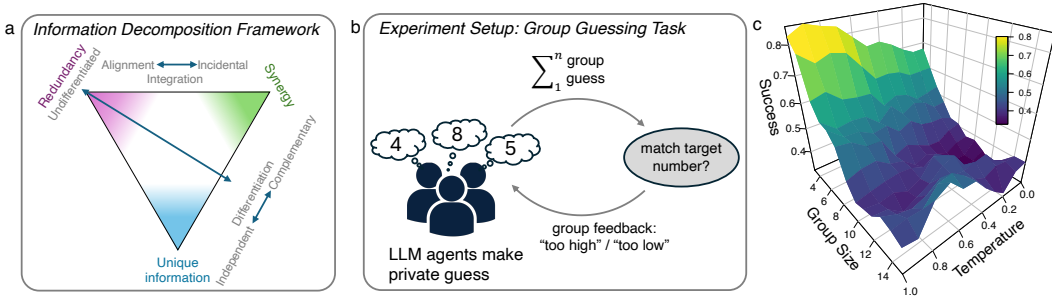 a
Information Decomposition Framework
Redundancy
Undifferentiated
Alignment
Incidental
Integration
Synergy
Differentiation
Complementary
Independent
Unique
information
b
Experiment Setup: Group Guessing Task
∑ n 1 group
guess
4
8
5
match target
number?
group feedback:
“too high” / “too low”
LLM agents make
private guess
c
0.8
0.7
0.6
0.5
0.4
Success
0.8
0.7
0.6
0.5
0.4
4
6
8
10
12
14
Group Size
0.0
0.2
0.4
0.6
0.8
1.0
Temperature